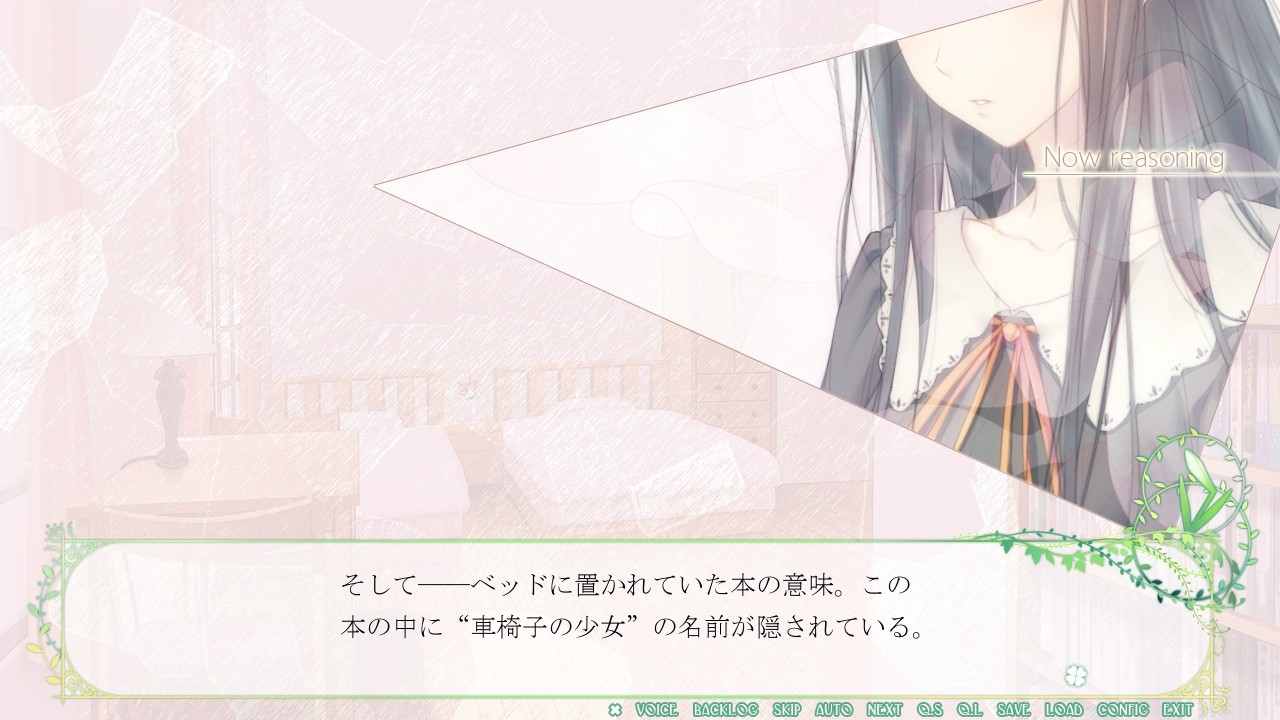 Now reasoning
そして――ベッドに置かれていた本の意味。この
本の中に“車椅子の少女”の名前が隠されている。
VOICE BACKLOG SKIP AUTO NEXT Q.S Q.L SAVE LOAD CONFIG EXIT